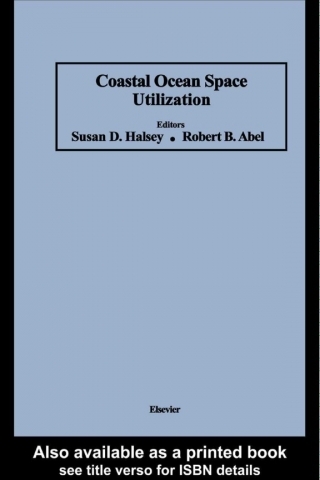 Coastal Ocean Space
Utilization
Editors
Susan D. Halsey • Robert B. Abel
Elsevier
Also available as a printed book
see title verso for ISBN details